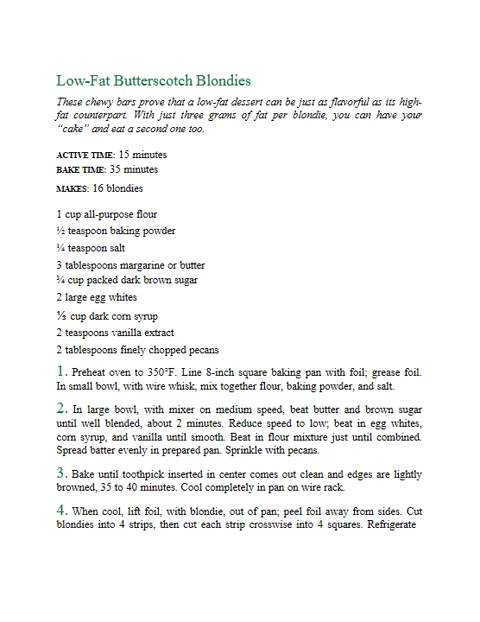 Low-Fat Butterscotch Blondies
These chewy bars prove that a low-fat dessert can be just as flavorful as its high-
fat counterpart. With just three grams of fat per blondie, you can have your
“cake” and eat a second one too.
ACTIVE TIME: 15 minutes
BAKE TIME: 35 minutes
MAKES: 16 blondies
1 cup all-purpose flour
½ teaspoon baking powder
¼ teaspoon salt
3 tablespoons margarine or butter
¾ cup packed dark brown sugar
2 large egg whites
⅓ cup dark corn syrup
2 teaspoons vanilla extract
2 tablespoons finely chopped pecans
1. Preheat oven to 350°F. Line 8-inch square baking pan with foil; grease foil.
In small bowl, with wire whisk, mix together flour, baking powder, and salt.
2. In large bowl, with mixer on medium speed, beat butter and brown sugar
until well blended, about 2 minutes. Reduce speed to low; beat in egg whites,
corn syrup, and vanilla until smooth. Beat in flour mixture just until combined.
Spread batter evenly in prepared pan. Sprinkle with pecans.
3. Bake until toothpick inserted in center comes out clean and edges are lightly
browned, 35 to 40 minutes. Cool completely in pan on wire rack.
4. When cool, lift foil, with blondie, out of pan; peel foil away from sides. Cut
blondies into 4 strips, then cut each strip crosswise into 4 squares. Refrigerate